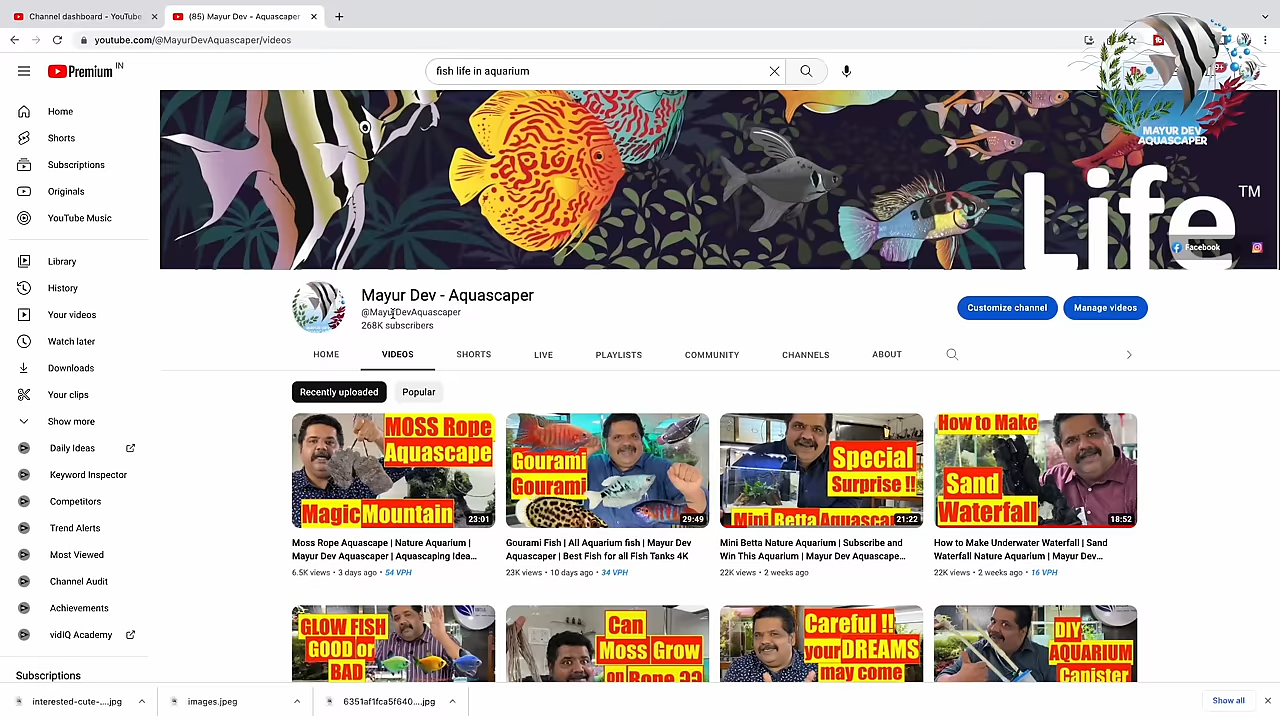 Channel dashboard - YouTube
(85) Mayur Dev - Aquascaper
youtube.com/@MayurDevAquascaper/videos
Premium IN
fish life in aquarium
9+
MAYUR DEV
AQUASCAPER
Home
Shorts
Subscriptions
Originals
YouTube Music
Library
History
Your videos
Watch later
Downloads
Your clips
Show more
Daily Ideas
Keyword Inspector
Competitors
Trend Alerts
Most Viewed
Channel Audit
Achievements
vidIQ Academy
Subscriptions
Life TM
Facebook
Mayur Dev - Aquascaper
@MayurDevAquascaper
268K subscribers
Customize channel
Manage videos
HOME VIDEOS SHORTS LIVE PLAYLISTS COMMUNITY CHANNELS ABOUT
Recently uploaded Popular
MOSS Rope
Aquascape
Magic Mountain
23:01
Gourami
Gourami
29:49
Special
Surprise !!
Mini Betta Aquascap
21:22
How to Make
Sand
Waterfall
18:52
Moss Rope Aquascape | Nature Aquarium |
Mayur Dev Aquascaper | Aquascaping Idea...
6.5K views • 3 days ago • 54 VPH
Gourami Fish | All Aquarium fish | Mayur Dev
Aquascaper | Best Fish for all Fish Tanks 4K
23K views • 10 days ago • 34 VPH
Mini Betta Nature Aquarium | Subscribe and
Win This Aquarium | Mayur Dev Aquascape...
22K views • 2 weeks ago
How to Make Underwater Waterfall | Sand
Waterfall Nature Aquarium | Mayur Dev...
22K views • 2 weeks ago • 16 VPH
GLOW FISH
GOOD or
BAD
Can
Moss Grow
on Rope ??
Careful !!
your DREAMS
may come
DIY
AQUARIUM
Canister
interested-cute-....jpg
images.jpeg
6351af1fca5f640....jpg
Show all